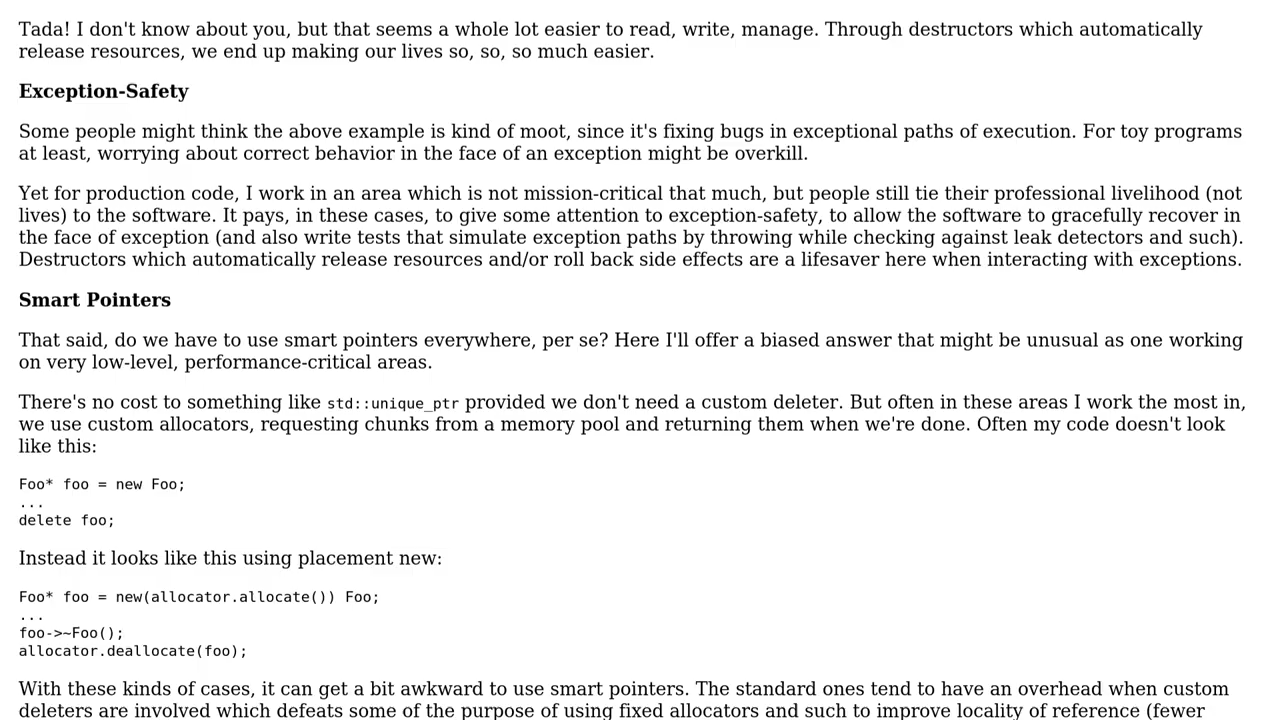 Tada! I don't know about you, but that seems a whole lot easier to read, write, manage. Through destructors which automatically
release resources, we end up making our lives so, so, so much easier.
Exception-Safety
Some people might think the above example is kind of moot, since it's fixing bugs in exceptional paths of execution. For toy programs
at least, worrying about correct behavior in the face of an exception might be overkill.
Yet for production code, I work in an area which is not mission-critical that much, but people still tie their professional livelihood (not
lives) to the software. It pays, in these cases, to give some attention to exception-safety, to allow the software to gracefully recover in
the face of exception (and also write tests that simulate exception paths by throwing while checking against leak detectors and such).
Destructors which automatically release resources and/or roll back side effects are a lifesaver here when interacting with exceptions.
Smart Pointers
That said, do we have to use smart pointers everywhere, per se? Here I'll offer a biased answer that might be unusual as one working
on very low-level, performance-critical areas.
There's no cost to something like std::unique_ptr provided we don't need a custom deleter. But often in these areas I work the most in,
we use custom allocators, requesting chunks from a memory pool and returning them when we're done. Often my code doesn't look
like this:
Foo* foo = new Foo;
...
delete foo;
Instead it looks like this using placement new:
Foo* foo = new(allocator.allocate()) Foo;
...
foo->~Foo();
allocator.deallocate(foo);
With these kinds of cases, it can get a bit awkward to use smart pointers. The standard ones tend to have an overhead when custom
deleters are involved which defeats some of the purpose of using fixed allocators and such to improve locality of reference (fewer